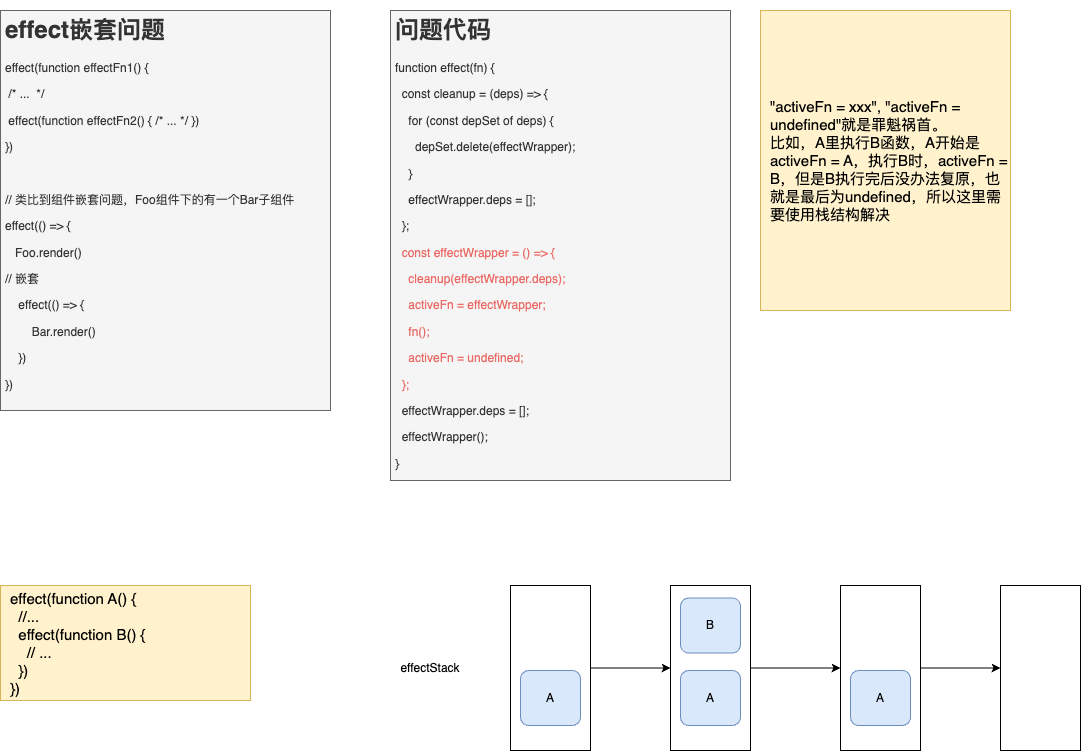 effect嵌套问题
effect(function effectFn1() {
/* ... */
effect(function effectFn2() { /* ... */ })
})
// 类比到组件嵌套问题，Foo组件下的有一个Bar子组件
effect(() => {
Foo.render()
// 嵌套
effect(() => {
Bar.render()
})
})
问题代码
function effect(fn) {
const cleanup = (deps) => {
for (const depSet of deps) {
depSet.delete(effectWrapper);
}
effectWrapper.deps = [];
};
const effectWrapper = () => {
cleanup(effectWrapper.deps);
activeFn = effectWrapper;
fn();
activeFn = undefined;
};
effectWrapper.deps = [];
effectWrapper();
}
"activeFn = xxx", "activeFn =
undefined"就是罪魁祸首。
比如，A里执行B函数，A开始是
activeFn = A，执行B时，activeFn =
B，但是B执行完后没办法复原，也
就是最后为undefined，所以这里需
要使用栈结构解决
effect(function A() {
//...
effect(function B() {
// ...
})
})
effectStack
A
B
A
A